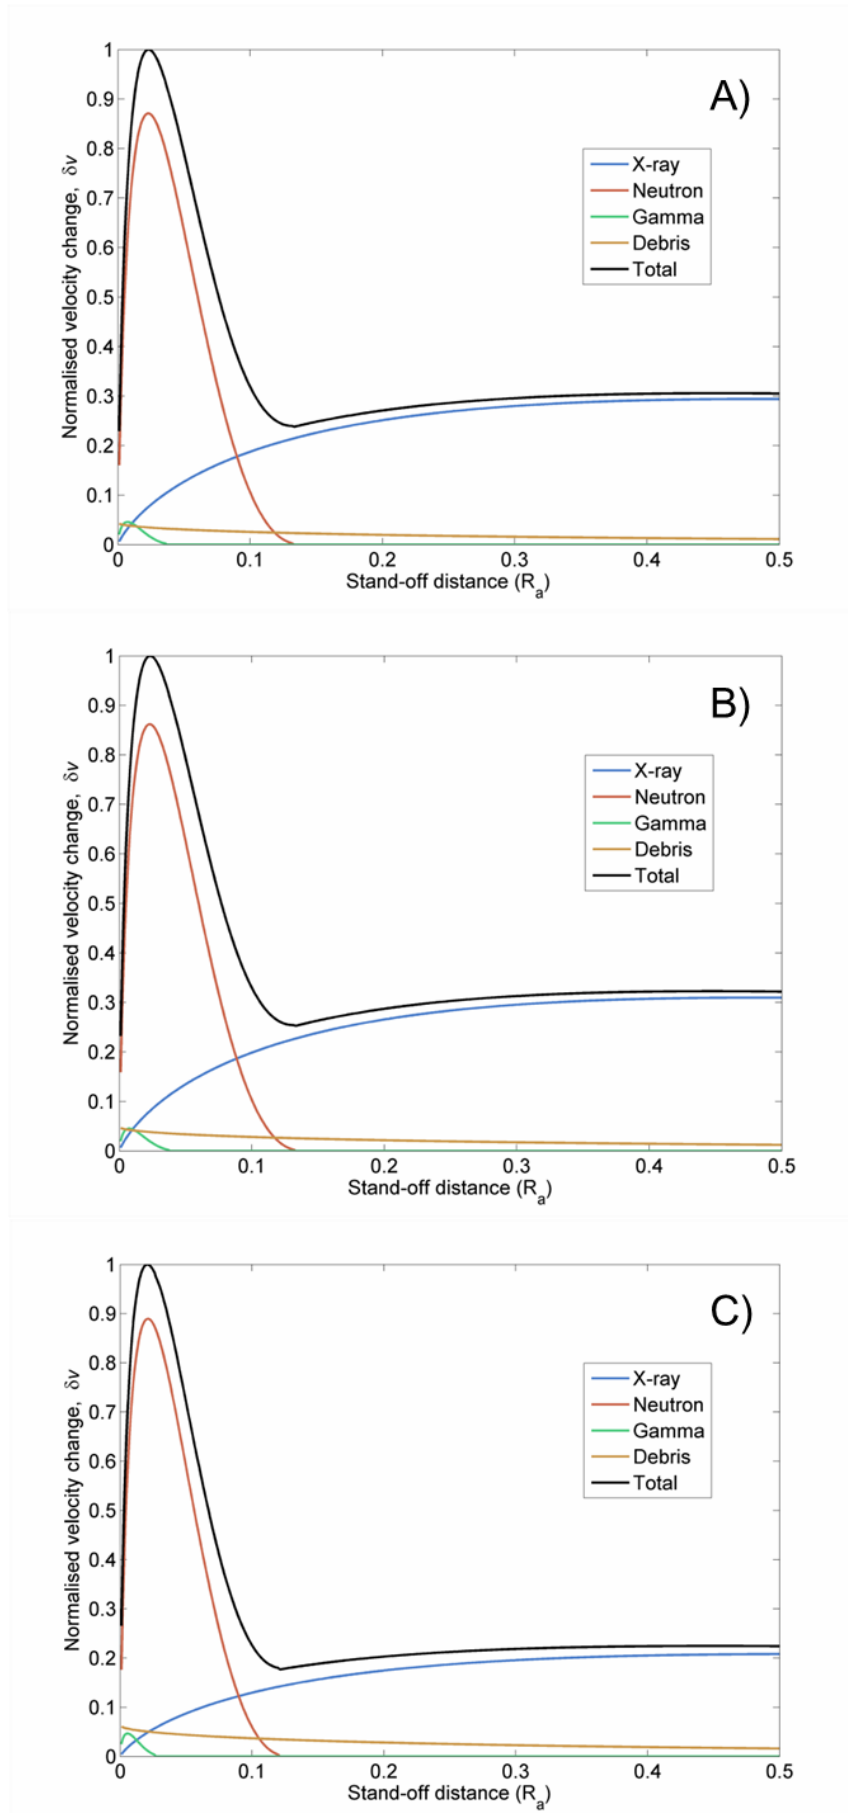 A)
1
0.9
0.8
0.7
0.6
0.5
0.4
0.3
0.2
0.1
0
Normalised velocity change, δv
X-ray
Neutron
Gamma
Debris
Total
0 0.1 0.2 0.3 0.4 0.5
Stand-off distance (Ra)
B)
1
0.9
0.8
0.7
0.6
0.5
0.4
0.3
0.2
0.1
0
Normalised velocity change, δv
X-ray
Neutron
Gamma
Debris
Total
0 0.1 0.2 0.3 0.4 0.5
Stand-off distance (Ra)
C)
1
0.9
0.8
0.7
0.6
0.5
0.4
0.3
0.2
0.1
0
Normalised velocity change, δv
X-ray
Neutron
Gamma
Debris
Total
0 0.1 0.2 0.3 0.4 0.5
Stand-off distance (Ra)